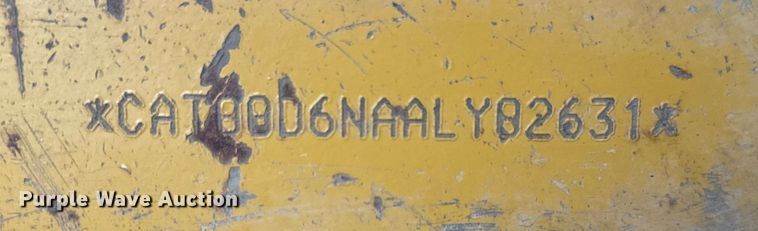 *CAT00D6NAALY02631*
Purple Wave Auction